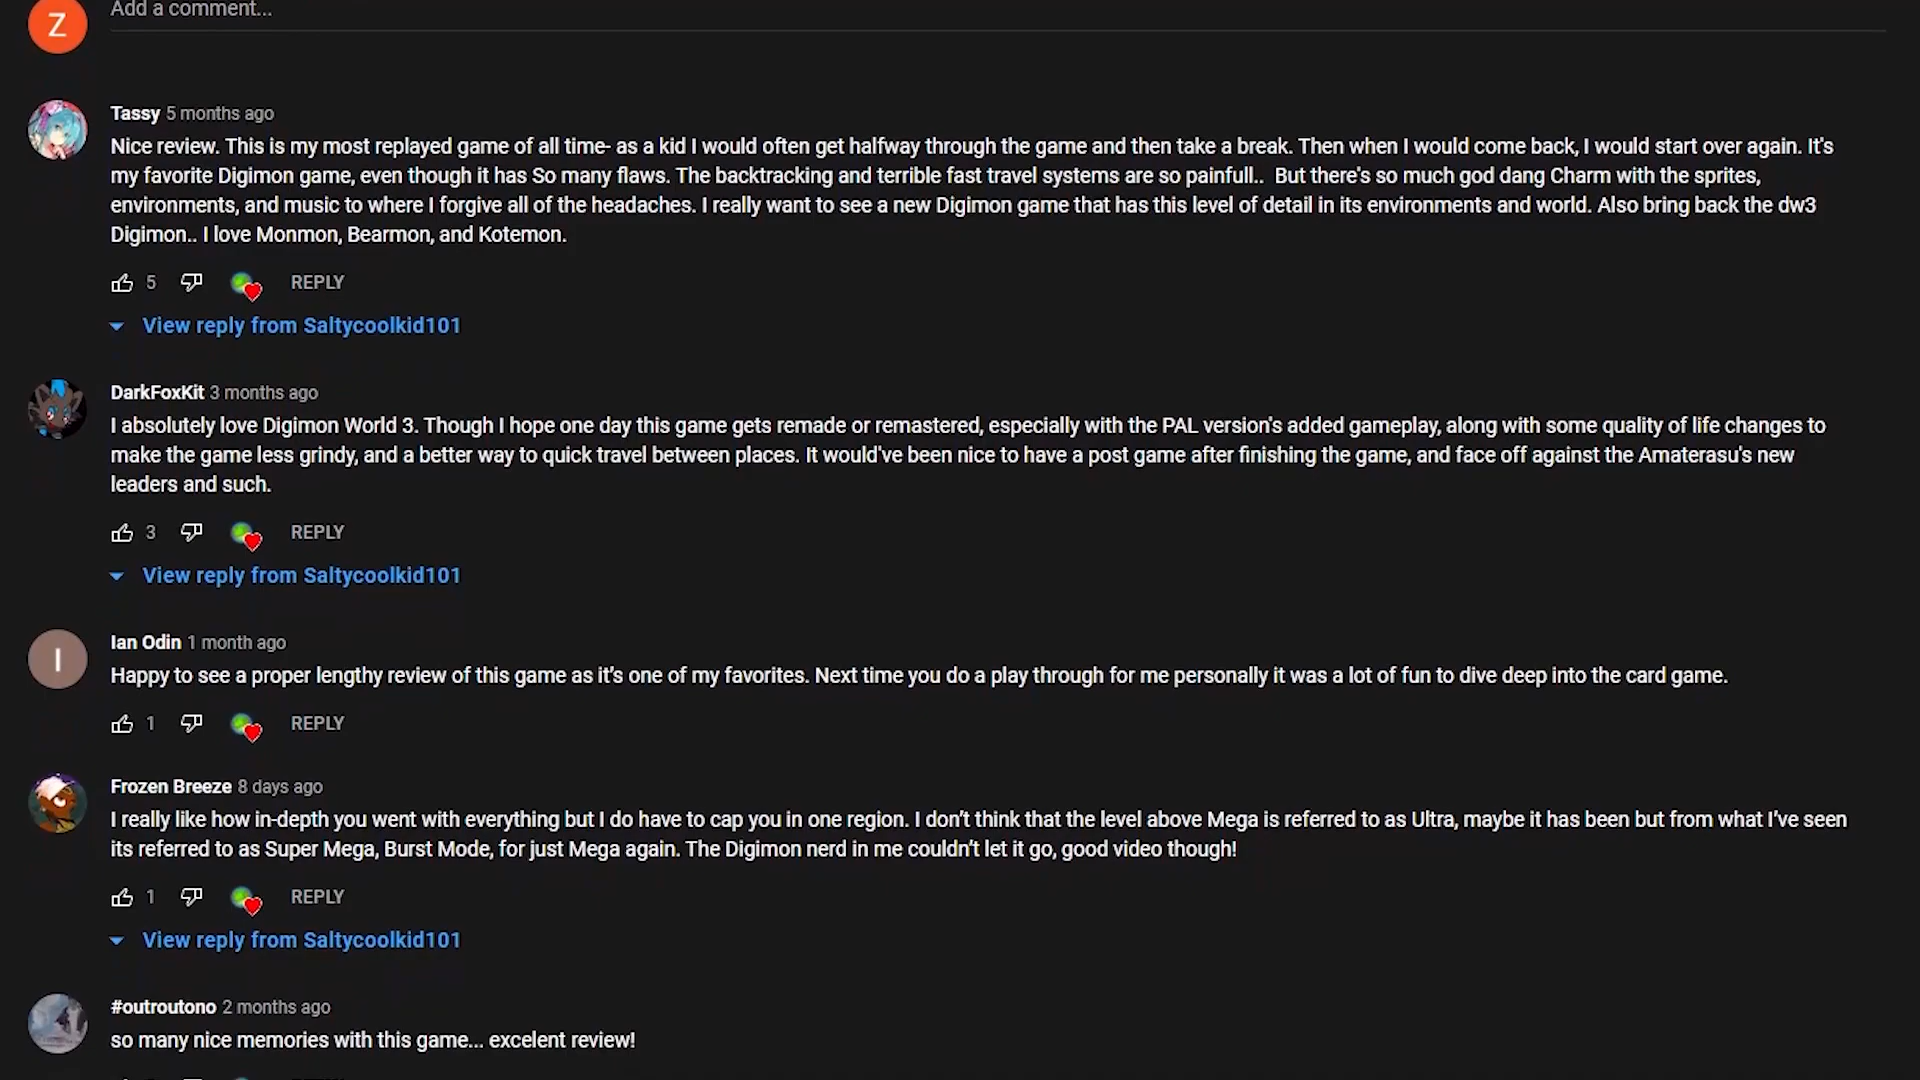 Z
Add a comment...
Tassy 5 months ago
Nice review. This is my most replayed game of all time- as a kid I would often get halfway through the game and then take a break. Then when I would come back, I would start over again. It's
my favorite Digimon game, even though it has So many flaws. The backtracking and terrible fast travel systems are so painfull..  But there's so much god dang Charm with the sprites,
environments, and music to where I forgive all of the headaches. I really want to see a new Digimon game that has this level of detail in its environments and world. Also bring back the dw3
Digimon.. I love Monmon, Bearmon, and Kotemon.
5 REPLY
View reply from Saltycoolkid101
DarkFoxKit 3 months ago
I absolutely love Digimon World 3. Though I hope one day this game gets remade or remastered, especially with the PAL version's added gameplay, along with some quality of life changes to
make the game less grindy, and a better way to quick travel between places. It would've been nice to have a post game after finishing the game, and face off against the Amaterasu's new
leaders and such.
3 REPLY
View reply from Saltycoolkid101
I
Ian Odin 1 month ago
Happy to see a proper lengthy review of this game as it's one of my favorites. Next time you do a play through for me personally it was a lot of fun to dive deep into the card game.
1 REPLY
Frozen Breeze 8 days ago
I really like how in-depth you went with everything but I do have to cap you in one region. I don't think that the level above Mega is referred to as Ultra, maybe it has been but from what I've seen
its referred to as Super Mega, Burst Mode, for just Mega again. The Digimon nerd in me couldn't let it go, good video though!
1 REPLY
View reply from Saltycoolkid101
#outroutono 2 months ago
so many nice memories with this game... excelent review!